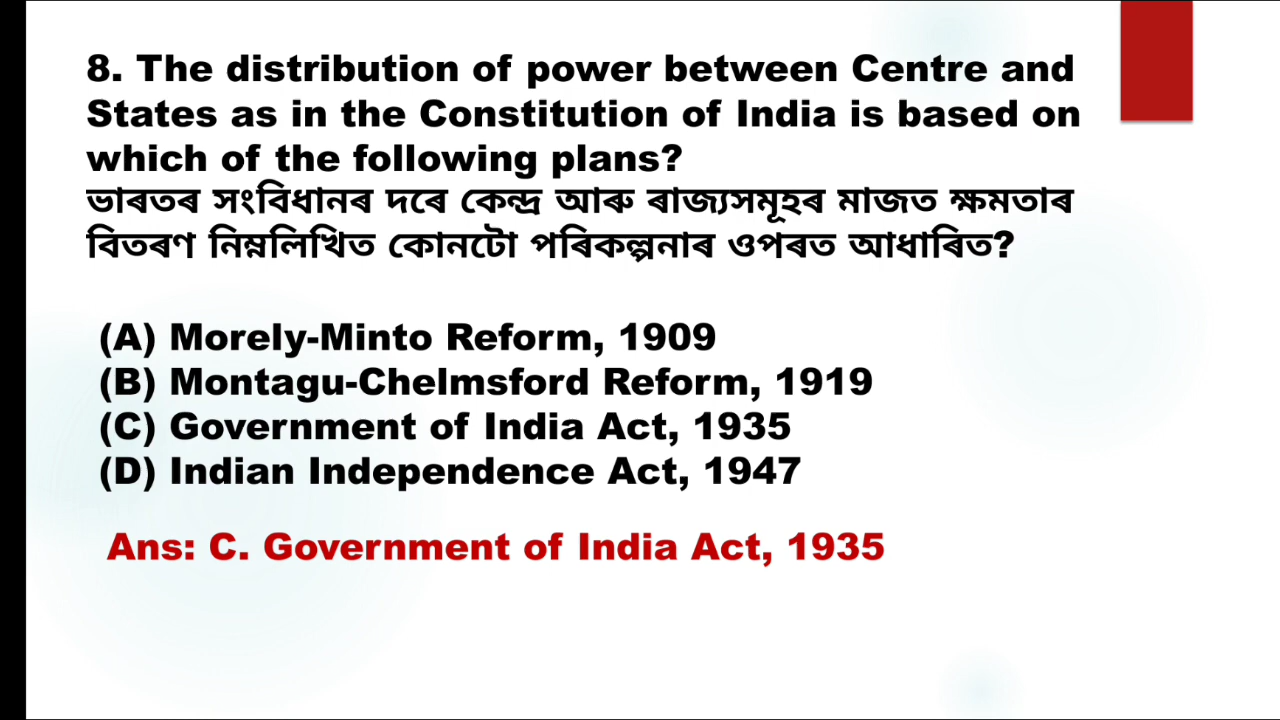 8. The distribution of power between Centre and
States as in the Constitution of India is based on
which of the following plans?
ভাৰতৰ সংবিধানৰ দৰে কেন্দ্ৰ আৰু ৰাজ্যসমূহৰ মাজত ক্ষমতাৰ
বিতৰণ নিম্নলিখিত কোনটো পৰিকল্পনাৰ ওপৰত আধাৰিত?
(A) Morely-Minto Reform, 1909
(B) Montagu-Chelmsford Reform, 1919
(C) Government of India Act, 1935
(D) Indian Independence Act, 1947
Ans: C. Government of India Act, 1935